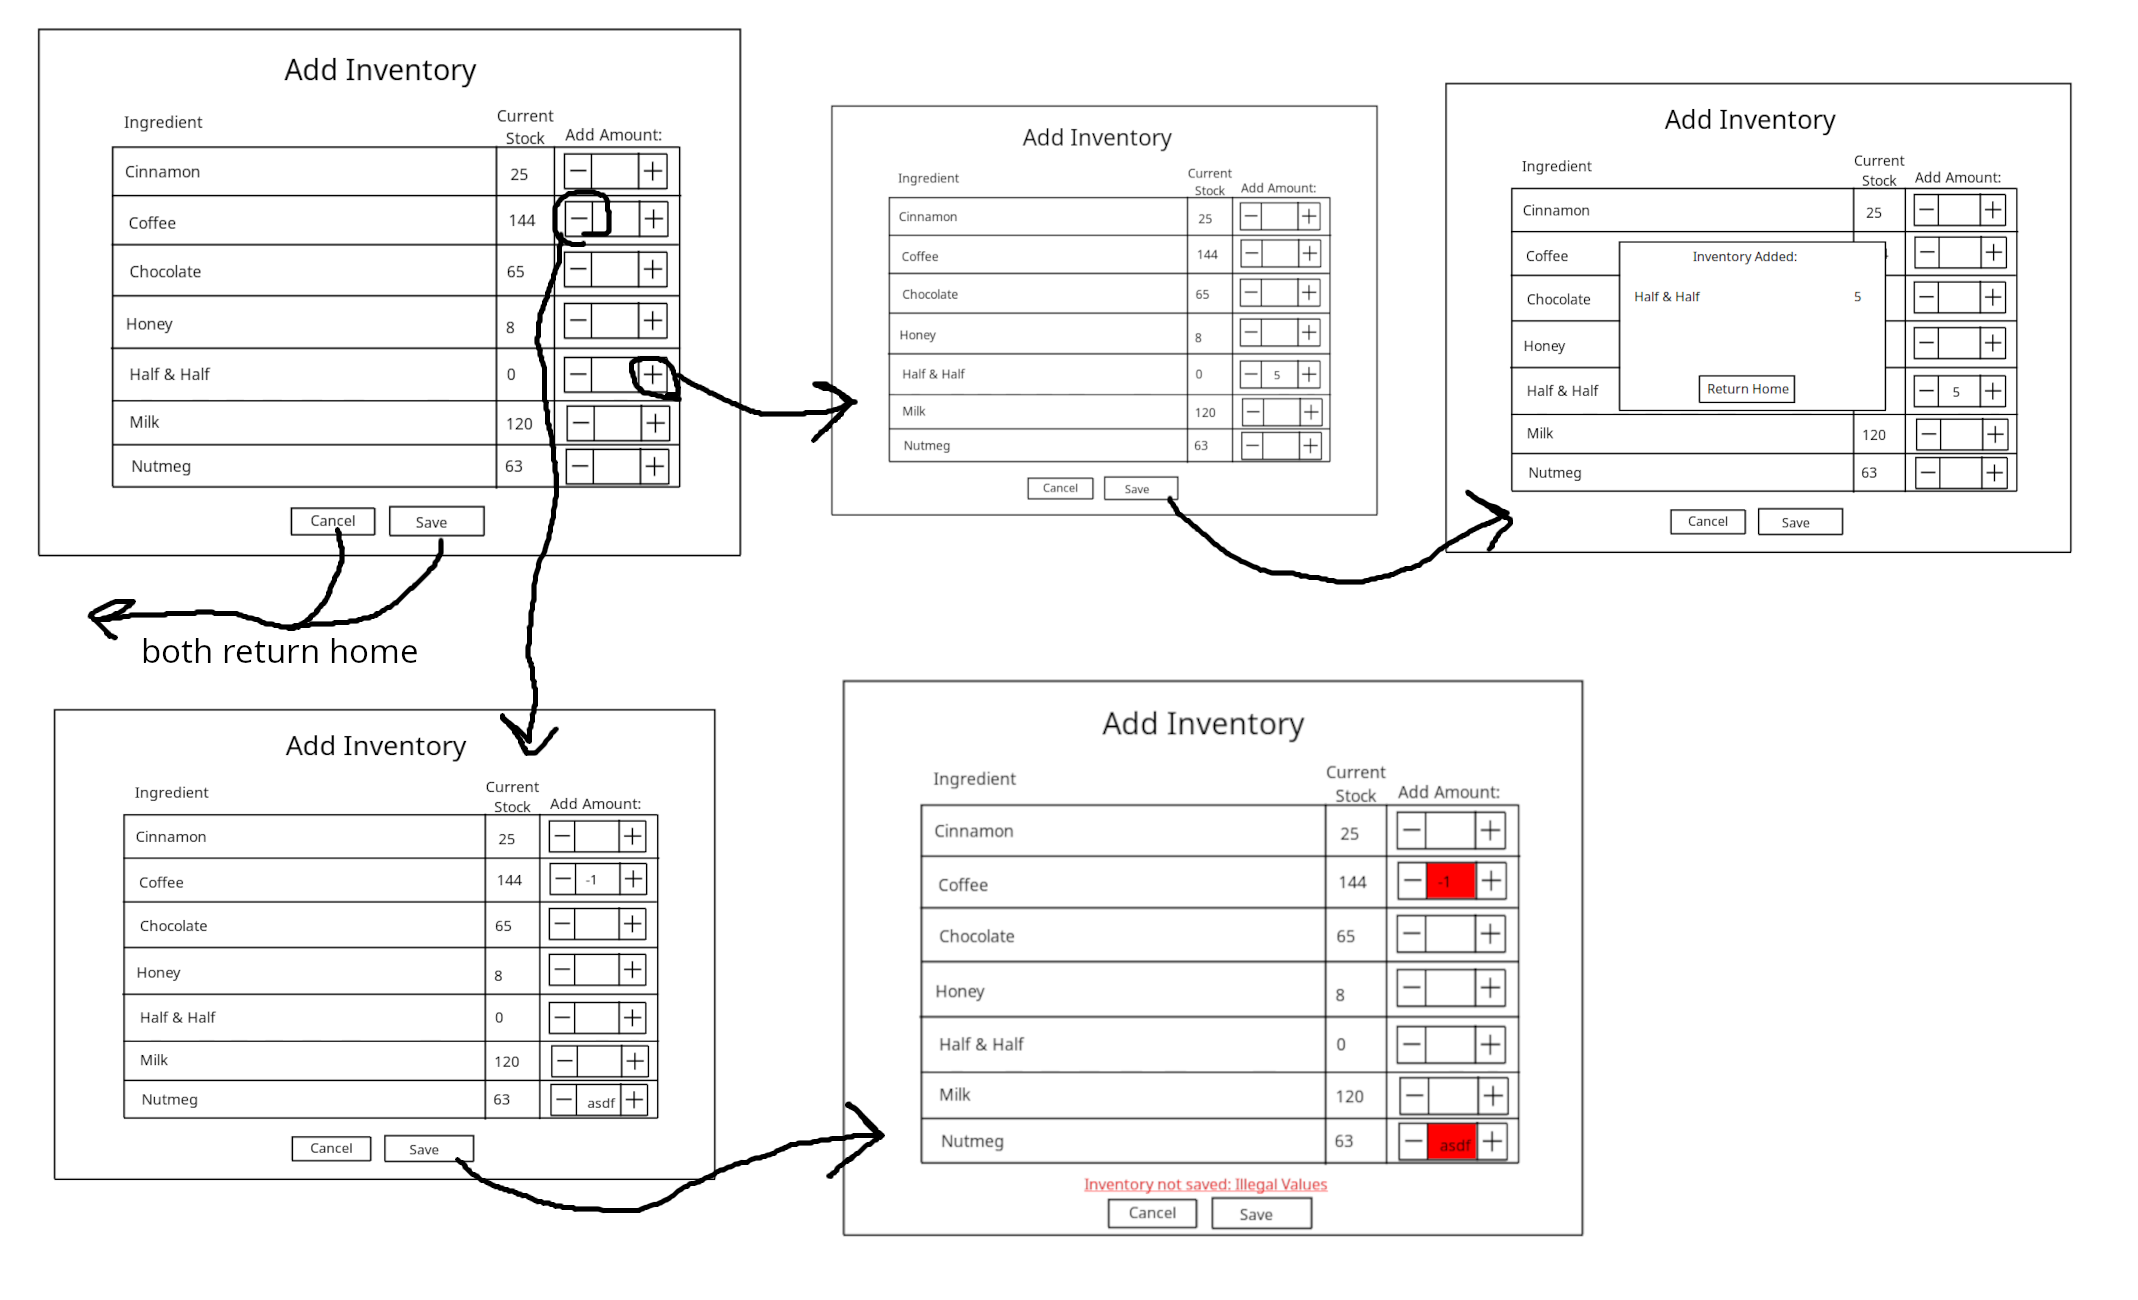 Add Inventory
Ingredient
Current
Stock
Add Amount:
Cinnamon 25 — +
Coffee 144 — +
Chocolate 65 — +
Honey 8 — +
Half & Half 0 — +
Milk 120 — +
Nutmeg 63 — +
Cancel Save
both return home
Add Inventory
Ingredient
Current
Stock
Add Amount:
Cinnamon 25 — +
Coffee 144 — +
Chocolate 65 — +
Honey 8 — +
Half & Half 0 — 5 +
Milk 120 — +
Nutmeg 63 — +
Cancel Save
Add Inventory
Ingredient
Current
Stock
Add Amount:
Cinnamon 25 — +
Coffee — +
Chocolate — +
Honey — +
Half & Half — 5 +
Milk 120 — +
Nutmeg 63 — +
Inventory Added:
Half & Half 5
Return Home
Cancel Save
Add Inventory
Ingredient
Current
Stock
Add Amount:
Cinnamon 25 — +
Coffee 144 — -1 +
Chocolate 65 — +
Honey 8 — +
Half & Half 0 — +
Milk 120 — +
Nutmeg 63 — asdf +
Cancel Save
Add Inventory
Ingredient
Current
Stock
Add Amount:
Cinnamon 25 — +
Coffee 144 — -1 +
Chocolate 65 — +
Honey 8 — +
Half & Half 0 — +
Milk 120 — +
Nutmeg 63 — asdf +
Inventory not saved: Illegal Values
Cancel Save